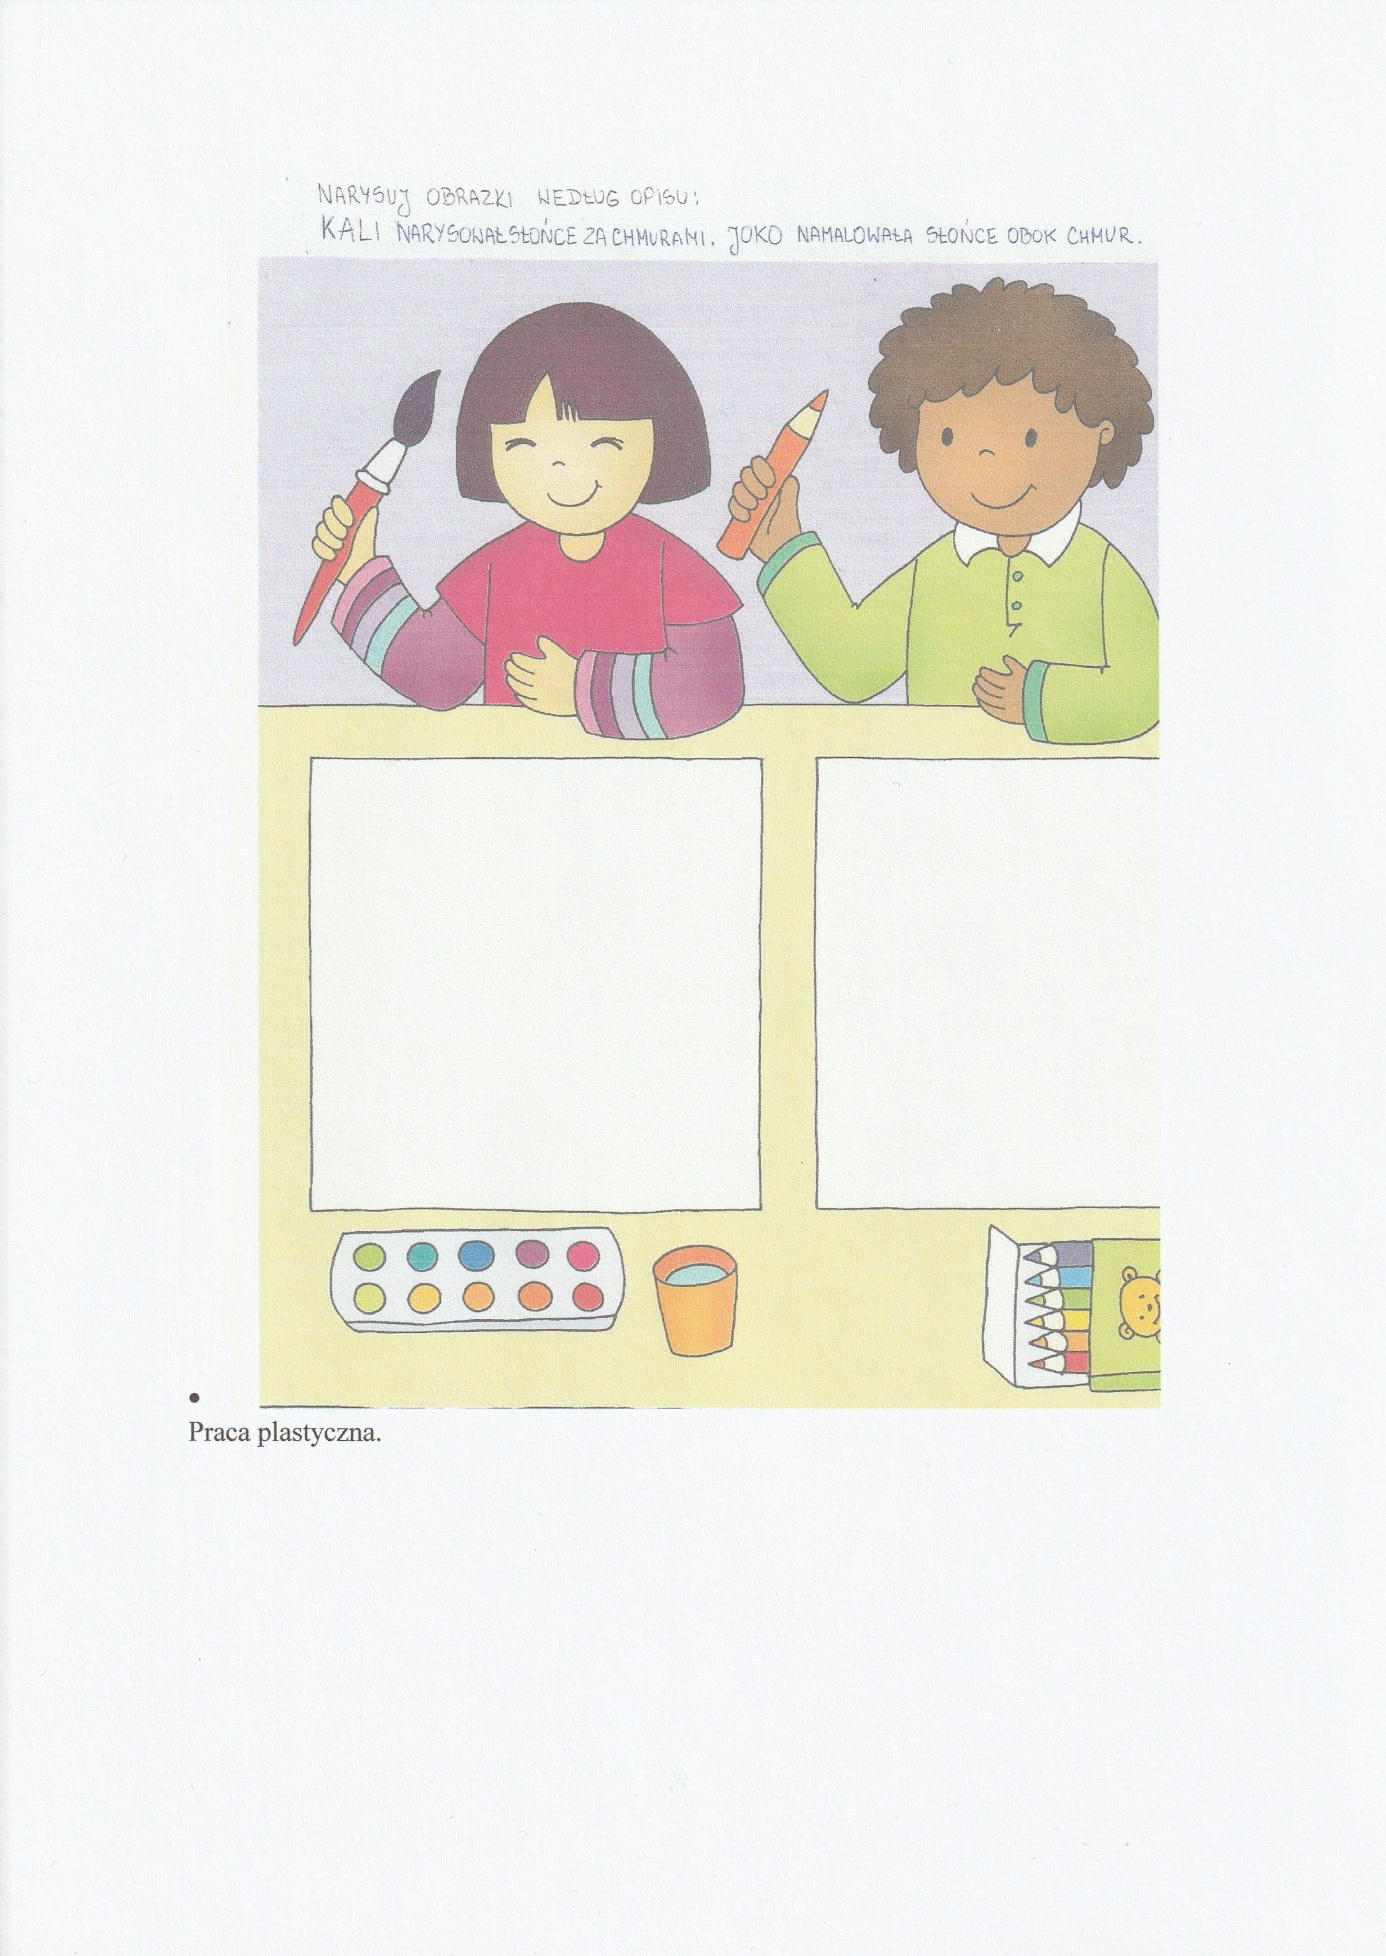 NARYSUJ OBRAZKI WEDŁUG OPISU:
KALI NARYSOWAŁ SŁOŃCE ZA CHMURAMI. JOKO NAMALOWAŁA SŁOŃCE OBOK CHMUR.
•
Praca plastyczna.